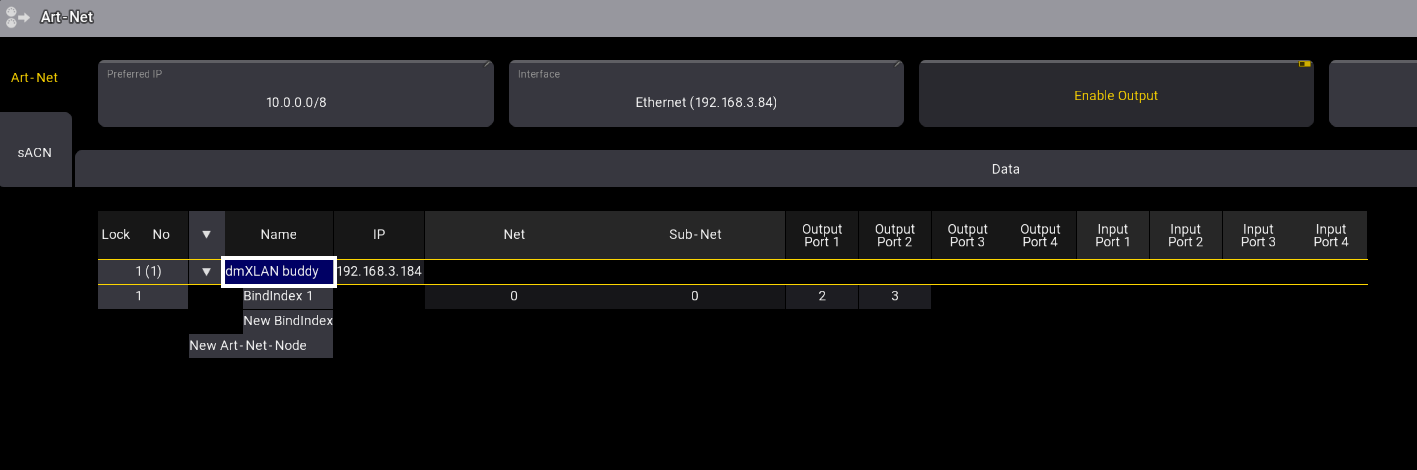 Art-Net
Art-Net
Preferred IP
10.0.0.0/8
Interface
Ethernet (192.168.3.84)
Enable Output
sACN
Data
Lock No ▼ Name IP Net Sub-Net Output Port 1 Output Port 2 Output Port 3 Output Port 4 Input Port 1 Input Port 2 Input Port 3 Input Port 4
1 (1) ▼ dmXLAN buddy 192.168.3.184
1 BindIndex 1 0 0 2 3
New BindIndex
New Art-Net-Node